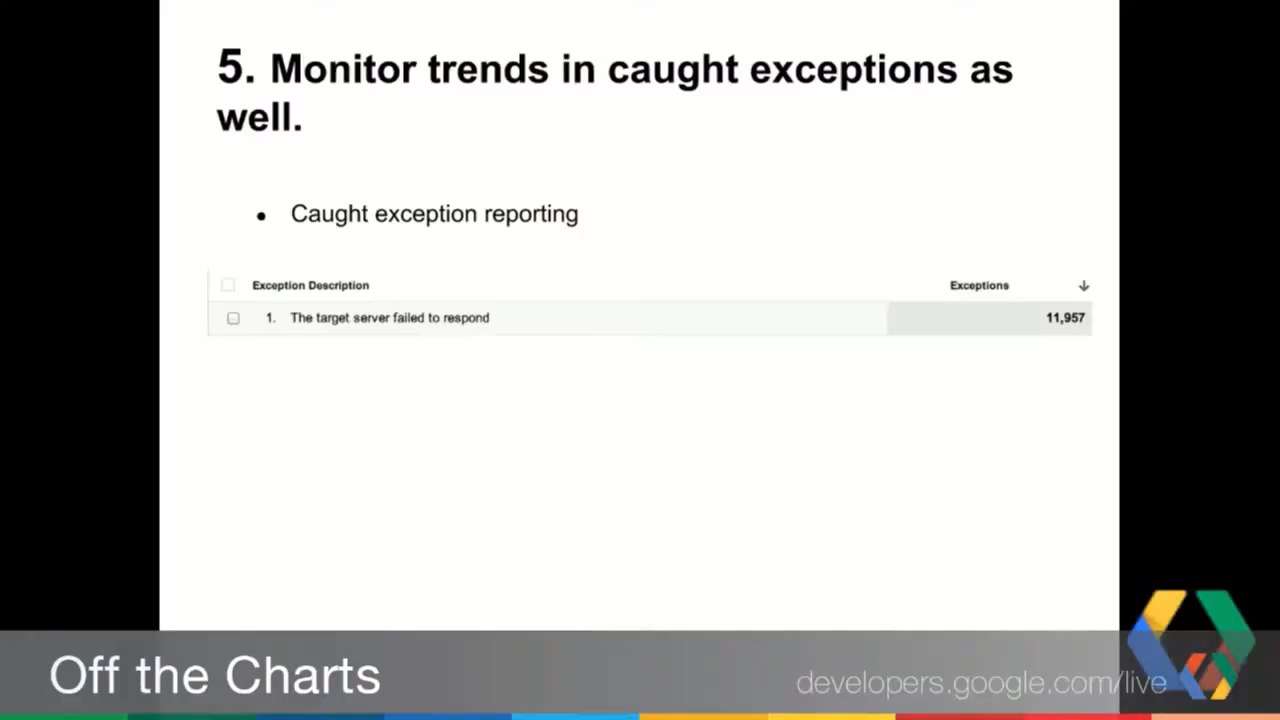 5. Monitor trends in caught exceptions as
well.
• Caught exception reporting
Exception Description Exceptions ↓
1. The target server failed to respond 11,957
Off the Charts
developers.google.com/live